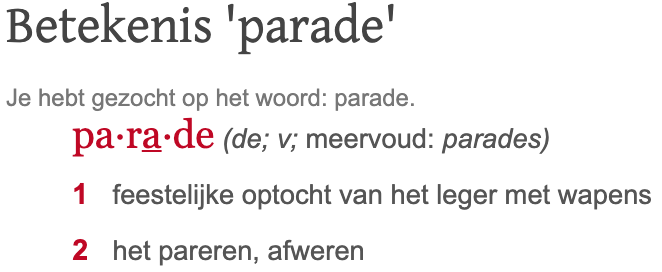 Betekenis 'parade'
Je hebt gezocht op het woord: parade.
pa·ra·de (de; v; meervoud: parades)
1 feestelijke optocht van het leger met wapens
2 het pareren, afweren